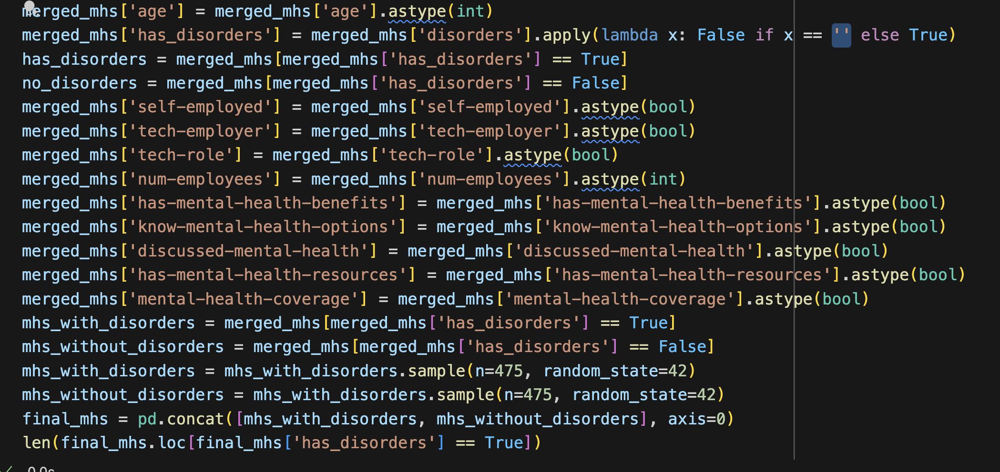 merged_mhs['age'] = merged_mhs['age'].astype(int)
merged_mhs['has_disorders'] = merged_mhs['disorders'].apply(lambda x: False if x == '' else True)
has_disorders = merged_mhs[merged_mhs['has_disorders'] == True]
no_disorders = merged_mhs[merged_mhs['has_disorders'] == False]
merged_mhs['self-employed'] = merged_mhs['self-employed'].astype(bool)
merged_mhs['tech-employer'] = merged_mhs['tech-employer'].astype(bool)
merged_mhs['tech-role'] = merged_mhs['tech-role'].astype(bool)
merged_mhs['num-employees'] = merged_mhs['num-employees'].astype(int)
merged_mhs['has-mental-health-benefits'] = merged_mhs['has-mental-health-benefits'].astype(bool)
merged_mhs['know-mental-health-options'] = merged_mhs['know-mental-health-options'].astype(bool)
merged_mhs['discussed-mental-health'] = merged_mhs['discussed-mental-health'].astype(bool)
merged_mhs['has-mental-health-resources'] = merged_mhs['has-mental-health-resources'].astype(bool)
merged_mhs['mental-health-coverage'] = merged_mhs['mental-health-coverage'].astype(bool)
mhs_with_disorders = merged_mhs[merged_mhs['has_disorders'] == True]
mhs_without_disorders = merged_mhs[merged_mhs['has_disorders'] == False]
mhs_with_disorders = mhs_with_disorders.sample(n=475, random_state=42)
mhs_without_disorders = mhs_with_disorders.sample(n=475, random_state=42)
final_mhs = pd.concat([mhs_with_disorders, mhs_without_disorders], axis=0)
len(final_mhs.loc[final_mhs['has_disorders'] == True])
0.0s